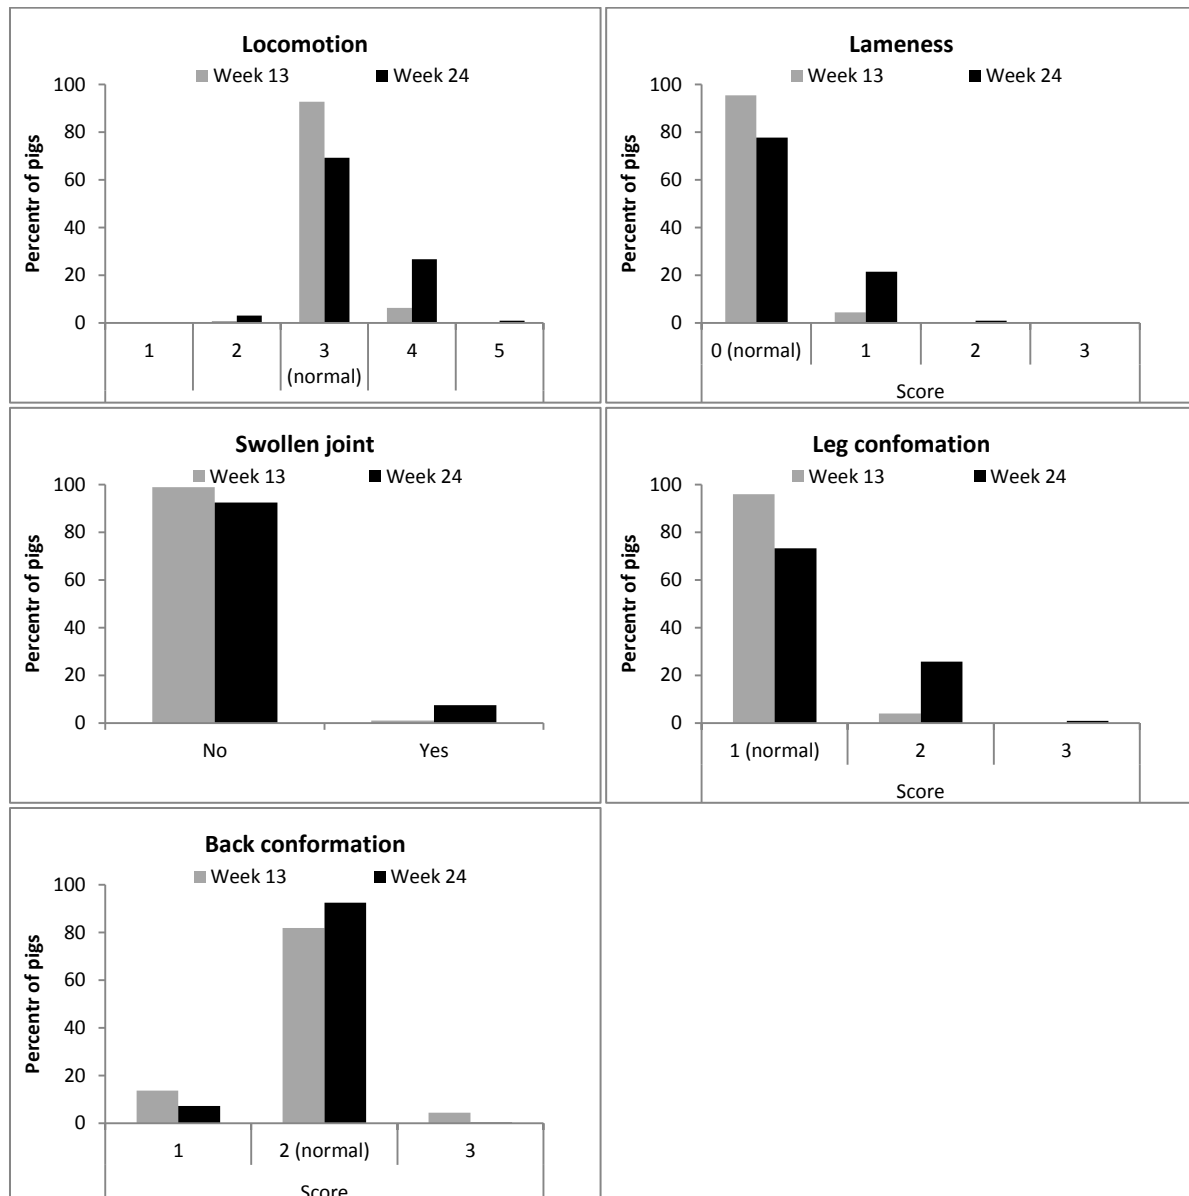 Locomotion
Week 13 Week 24
Percentr of pigs
100
80
60
40
20
0
1 2 3 4 5
(normal)
Lameness
Week 13 Week 24
Percentr of pigs
100
80
60
40
20
0
0 (normal) 1 2 3
Score
Swollen joint
Week 13 Week 24
Percentr of pigs
100
80
60
40
20
0
No Yes
Leg confomation
Week 13 Week 24
Percentr of pigs
100
80
60
40
20
0
1 (normal) 2 3
Score
Back conformation
Week 13 Week 24
Percentr of pigs
100
80
60
40
20
0
1 2 (normal) 3
Score